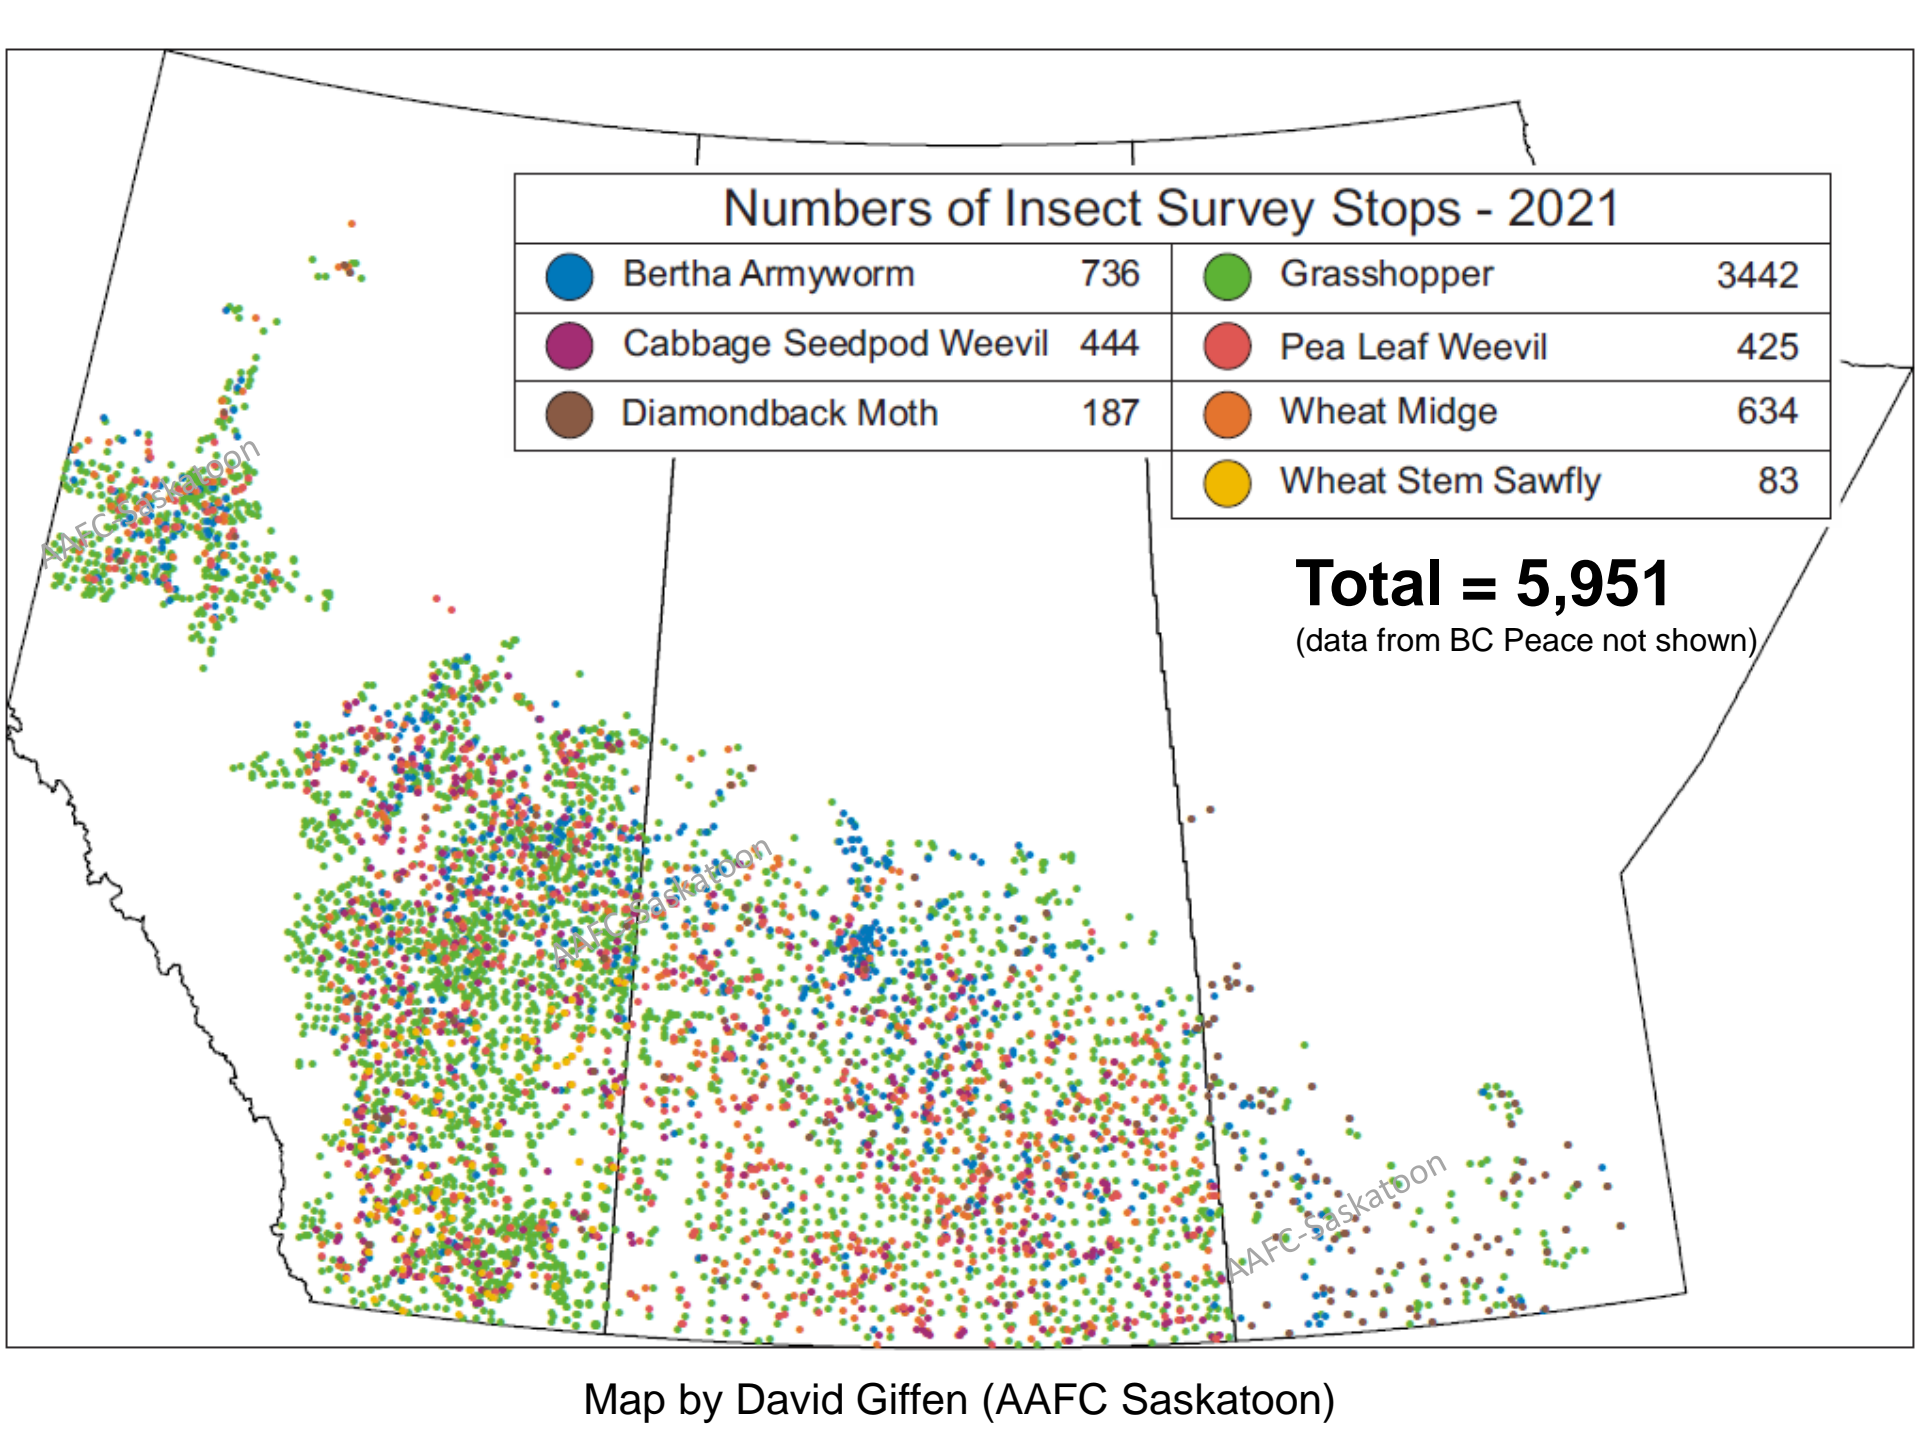 Numbers of Insect Survey Stops - 2021
Bertha Armyworm 736
Grasshopper 3442
Cabbage Seedpod Weevil 444
Pea Leaf Weevil 425
Diamondback Moth 187
Wheat Midge 634
Wheat Stem Sawfly 83
Total = 5,951
(data from BC Peace not shown)
AAFC-Saskatoon
AAFC-Saskatoon
AAFC-Saskatoon
Map by David Giffen (AAFC Saskatoon)